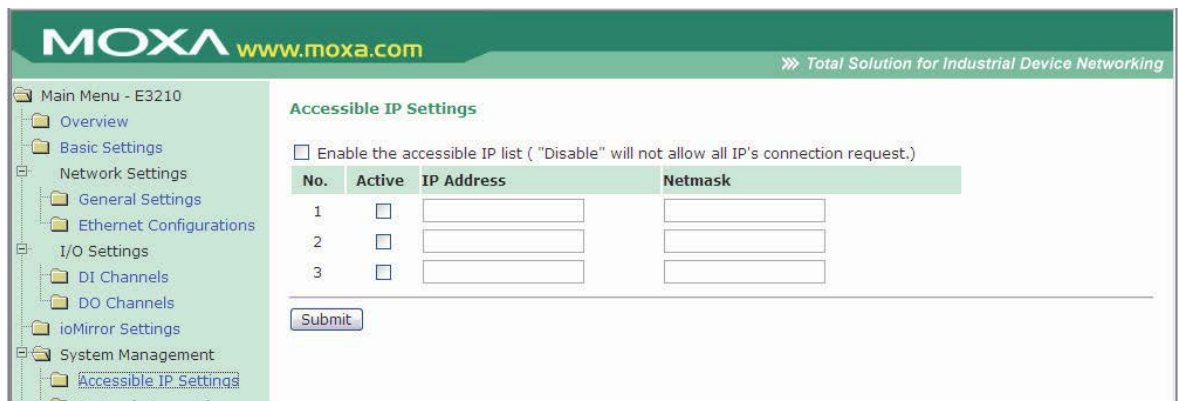 MOXA www.moxa.com
Total Solution for Industrial Device Networking
Main Menu - E3210
Overview
Basic Settings
Network Settings
General Settings
Ethernet Configurations
I/O Settings
DI Channels
DO Channels
ioMirror Settings
System Management
Accessible IP Settings
Accessible IP Settings
Enable the accessible IP list ( "Disable" will not allow all IP's connection request.)
No. Active IP Address Netmask
1
2
3
Submit